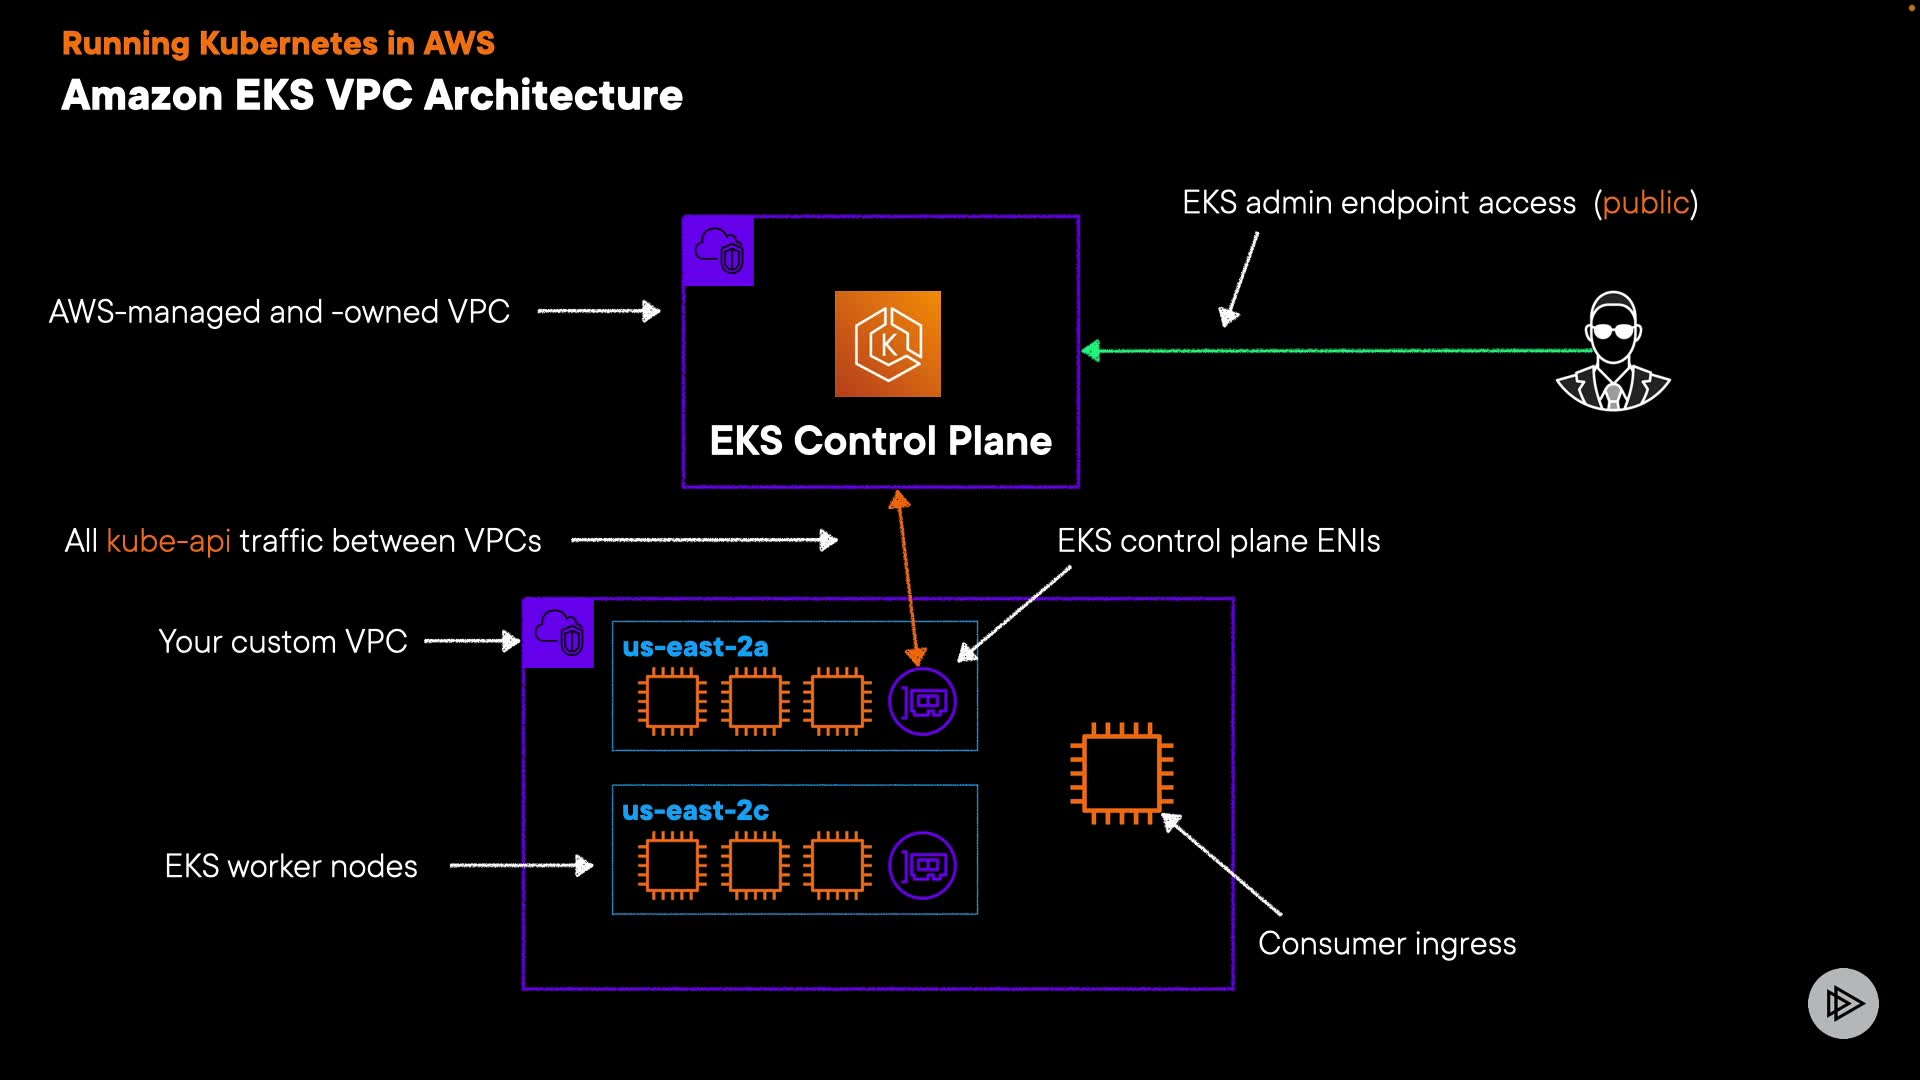 Running Kubernetes in AWS
Amazon EKS VPC Architecture
EKS admin endpoint access (public)
AWS-managed and -owned VPC
K
EKS Control Plane
All kube-api traffic between VPCs
EKS control plane ENIs
Your custom VPC
us-east-2a
us-east-2c
EKS worker nodes
Consumer ingress